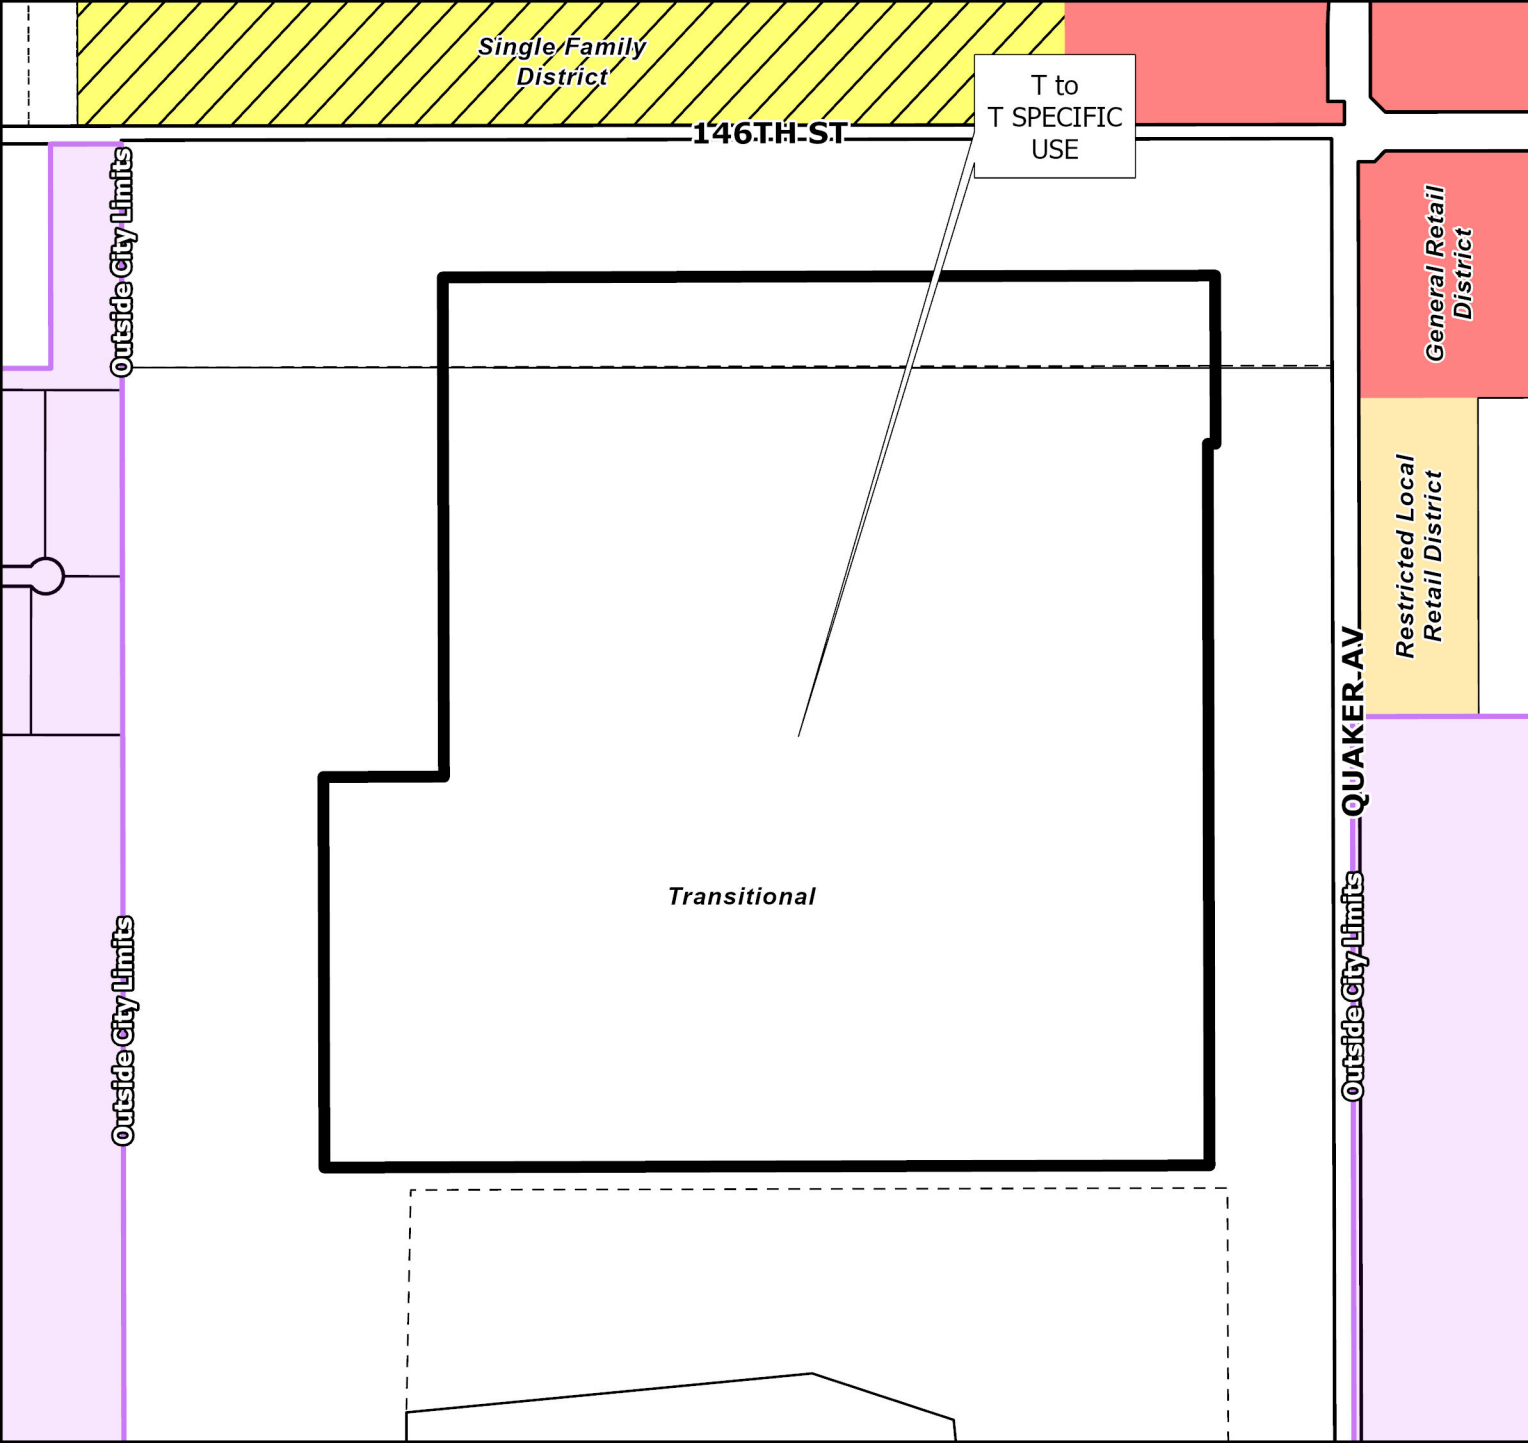 Single Family
District
T to
T SPECIFIC
USE
146TH ST
Outside City Limits
General Retail
District
Restricted Local
Retail District
QUAKER AV
Transitional
Outside City Limits
Outside City Limits